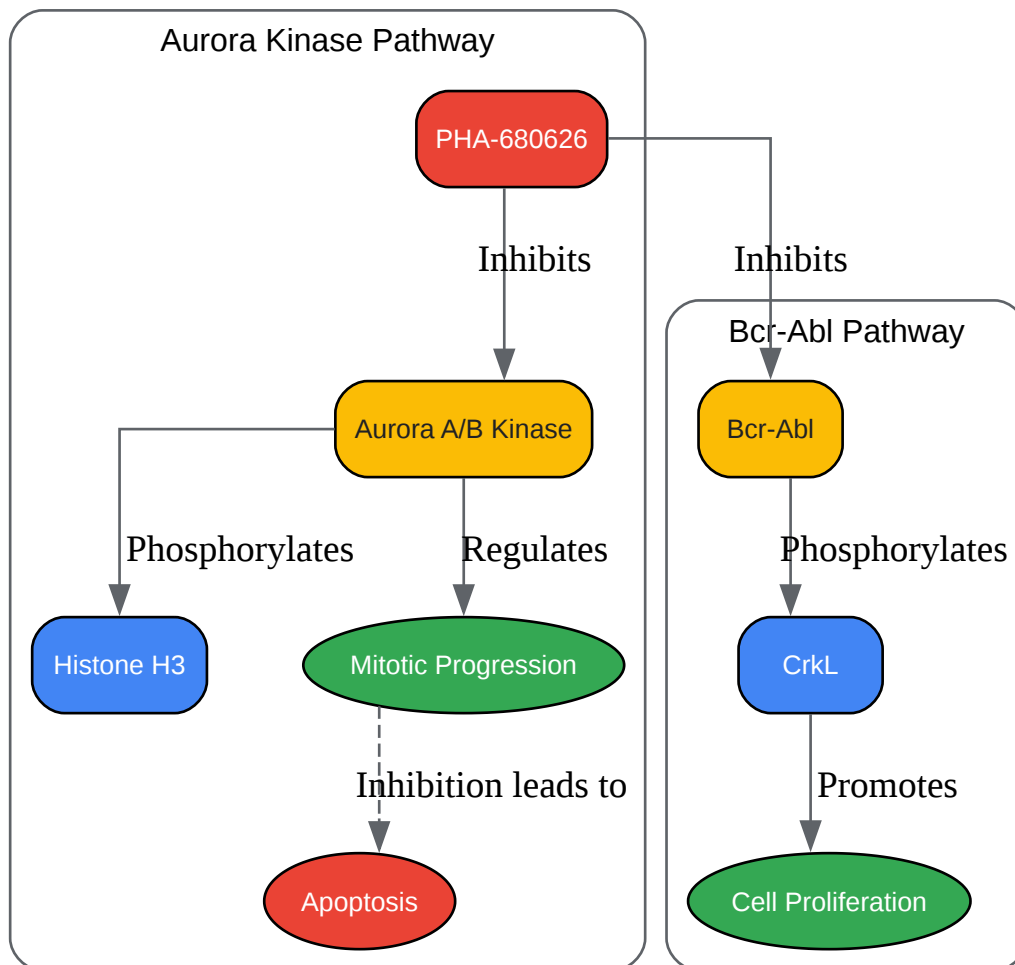 Aurora Kinase Pathway
PHA-680626
Inhibits
Inhibits
Bcr-Abl Pathway
Aurora A/B Kinase
Bcr-Abl
Phosphorylates
Regulates
Phosphorylates
Histone H3
Mitotic Progression
CrkL
Inhibition leads to
Promotes
Apoptosis
Cell Proliferation